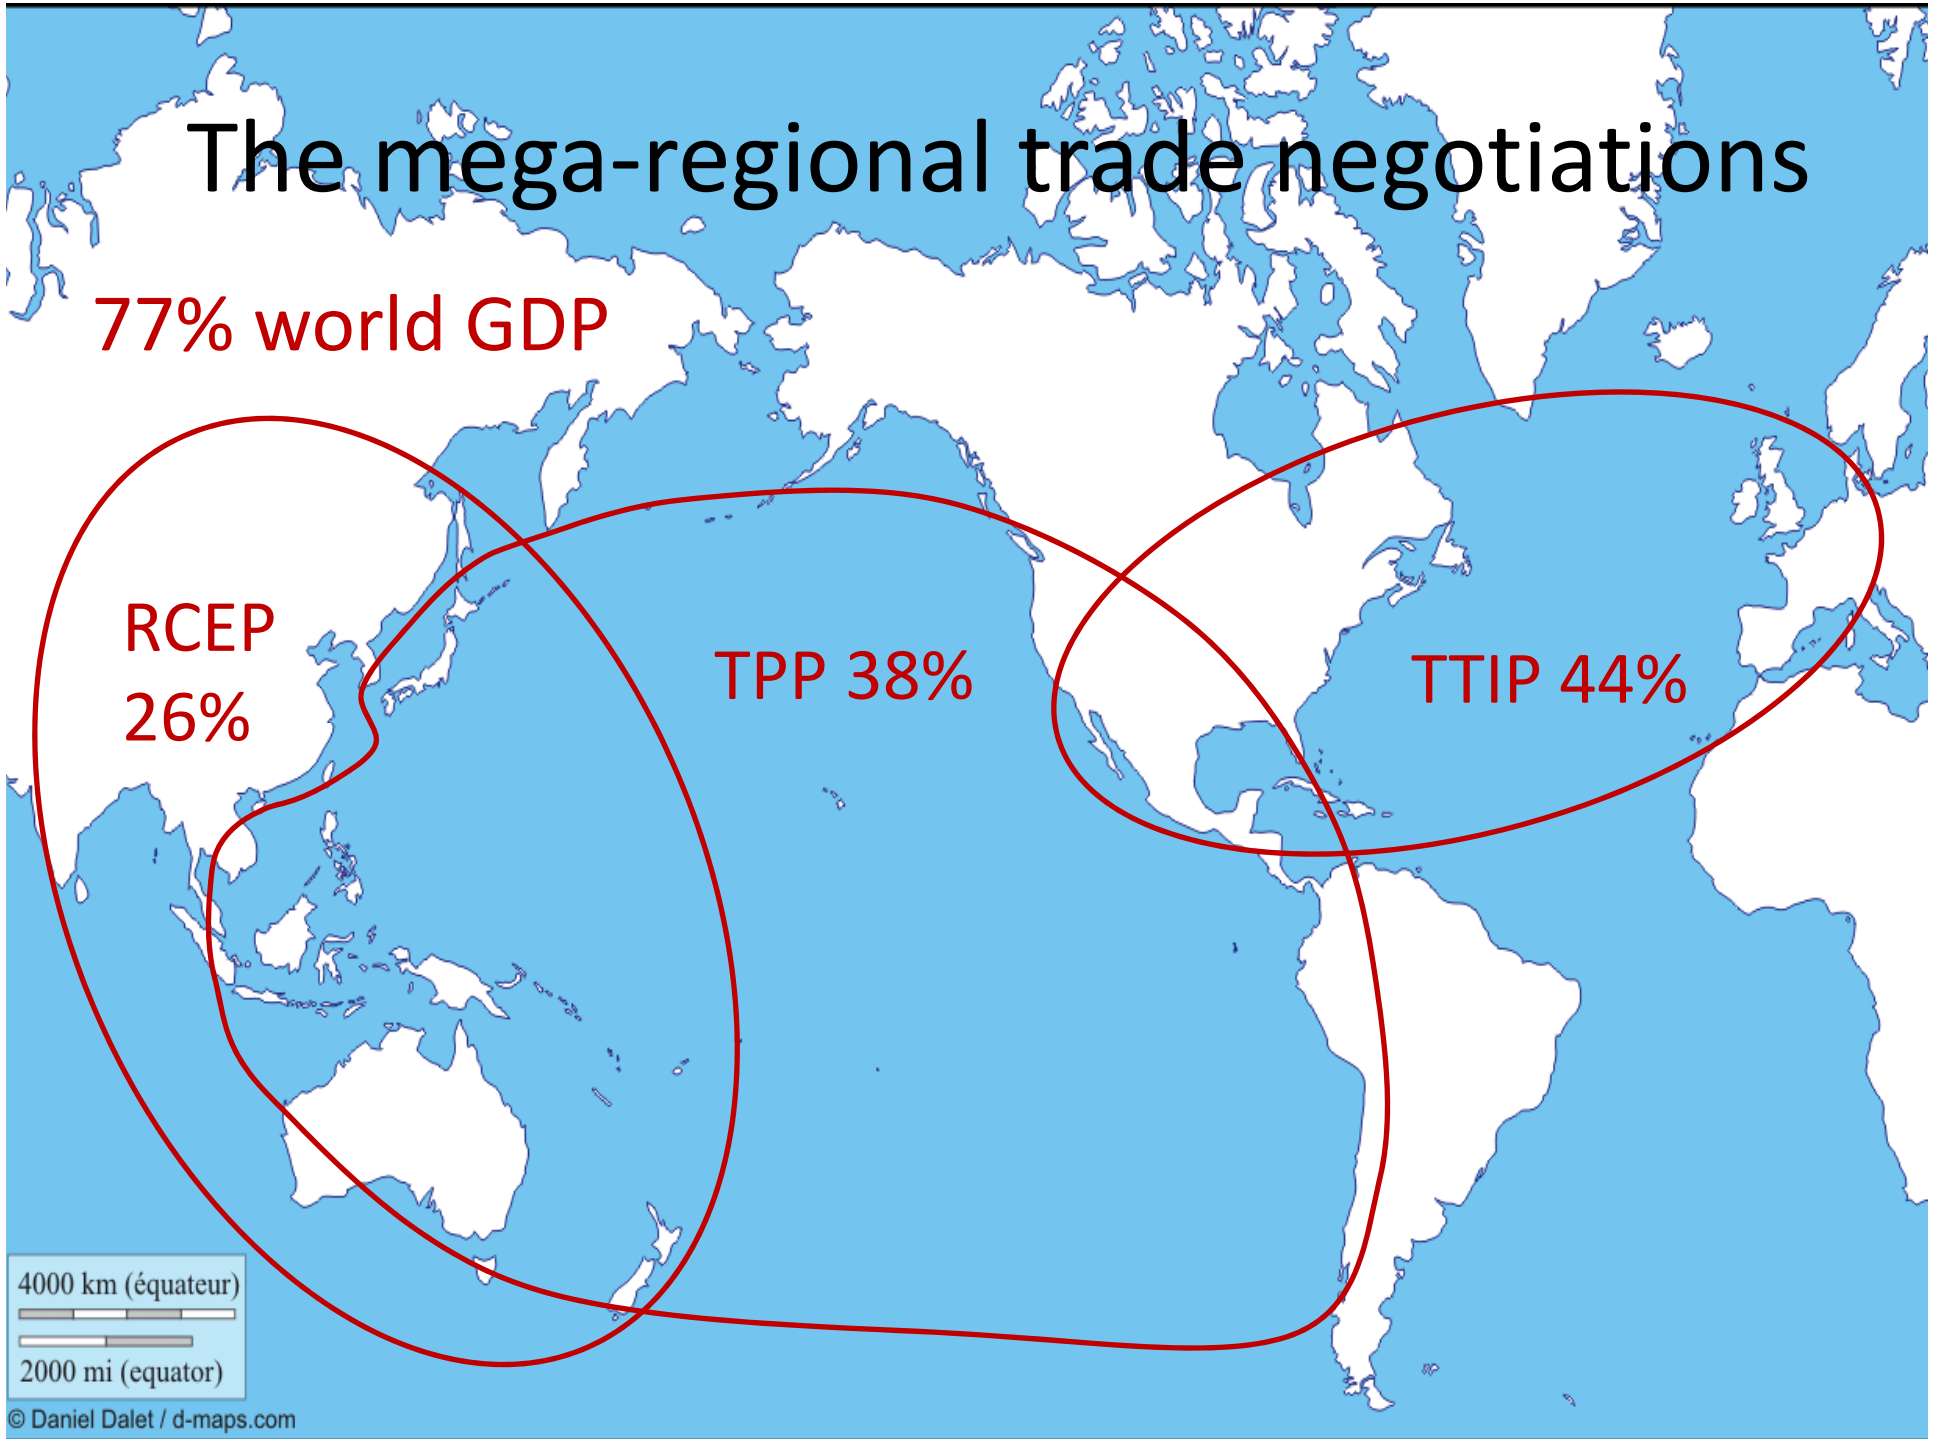 The mega-regional trade negotiations
77% world GDP
RCEP
26%
TPP 38%
TTIP 44%
4000 km (équateur)
2000 mi (equator)
© Daniel Dalet / d-maps.com